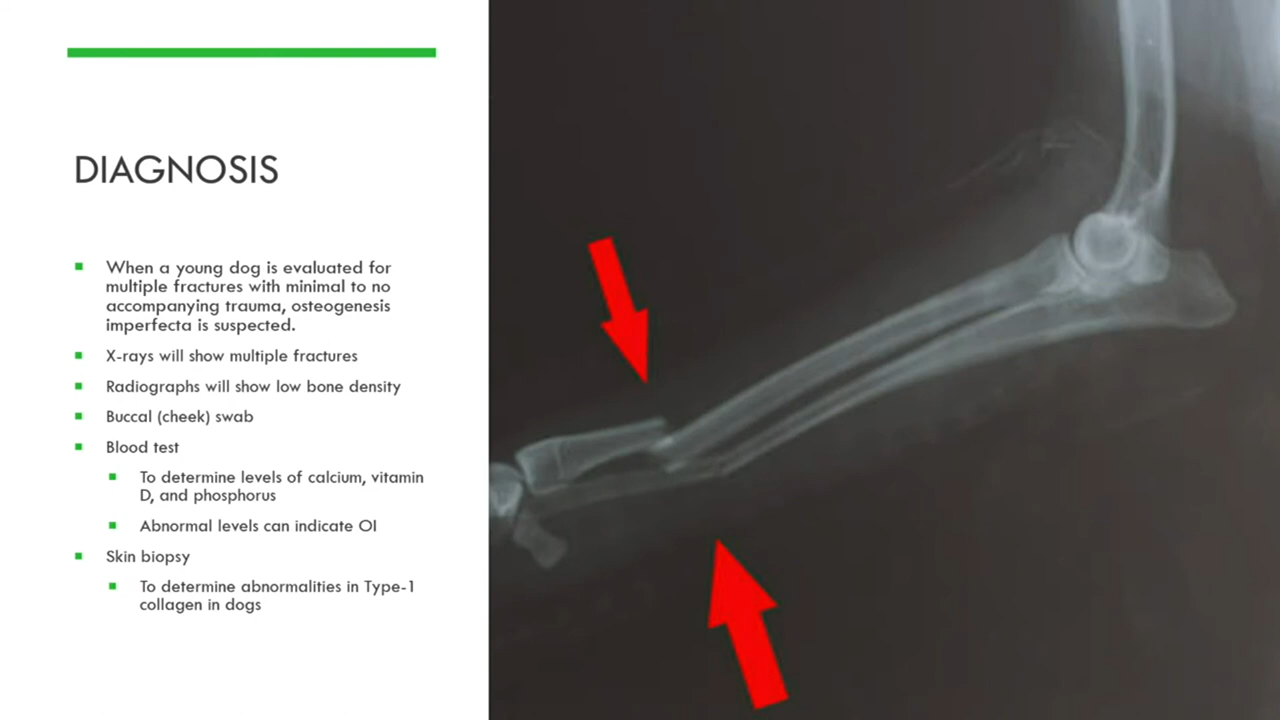 DIAGNOSIS
When a young dog is evaluated for
multiple fractures with minimal to no
accompanying trauma, osteogenesis
imperfecta is suspected.
X-rays will show multiple fractures
Radiographs will show low bone density
Buccal (cheek) swab
Blood test
To determine levels of calcium, vitamin
D, and phosphorus
Abnormal levels can indicate OI
Skin biopsy
To determine abnormalities in Type-1
collagen in dogs